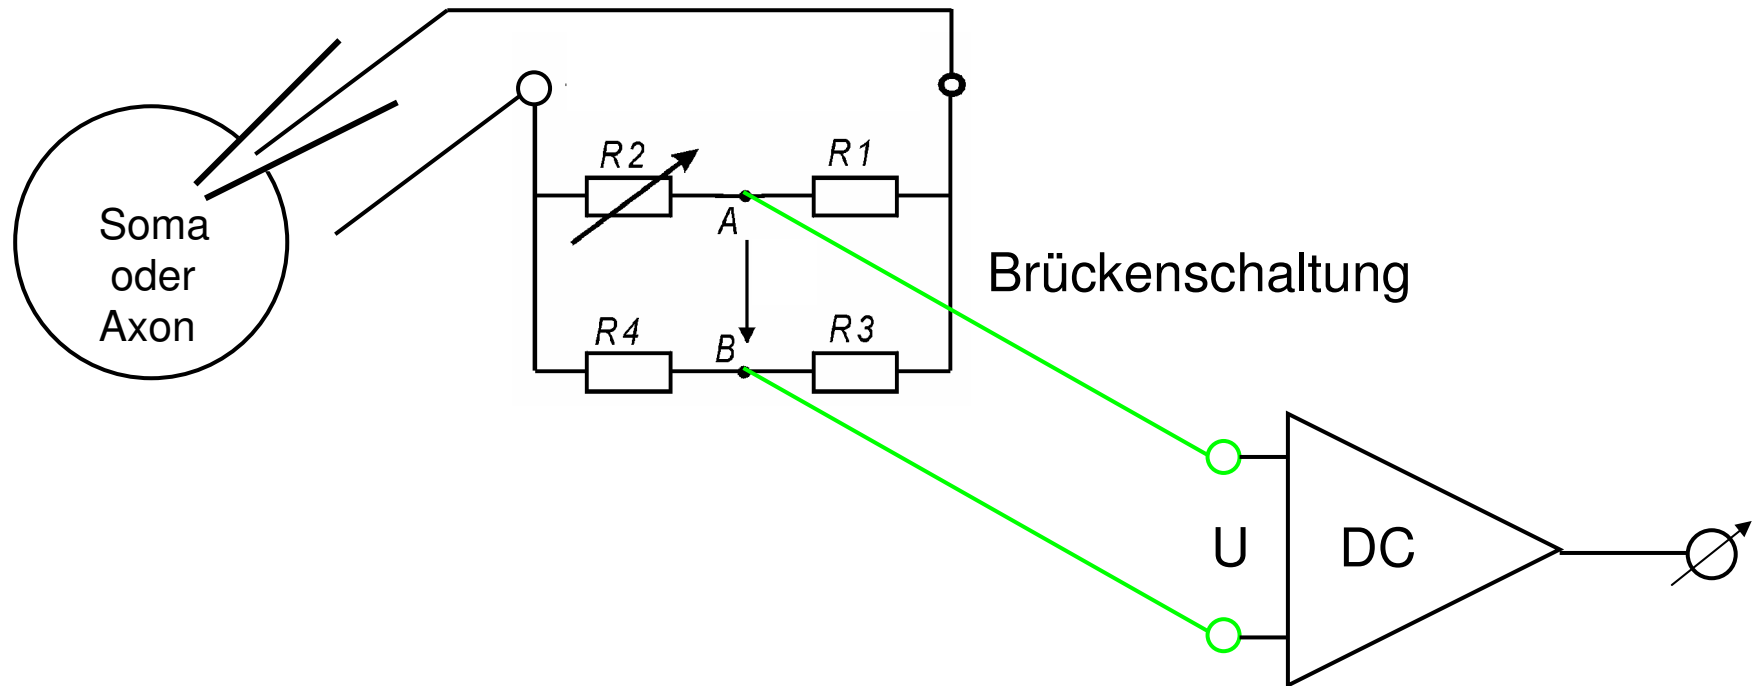 R2
R1
A
Soma
oder
Axon
Brückenschaltung
R4
B
R3
U
DC